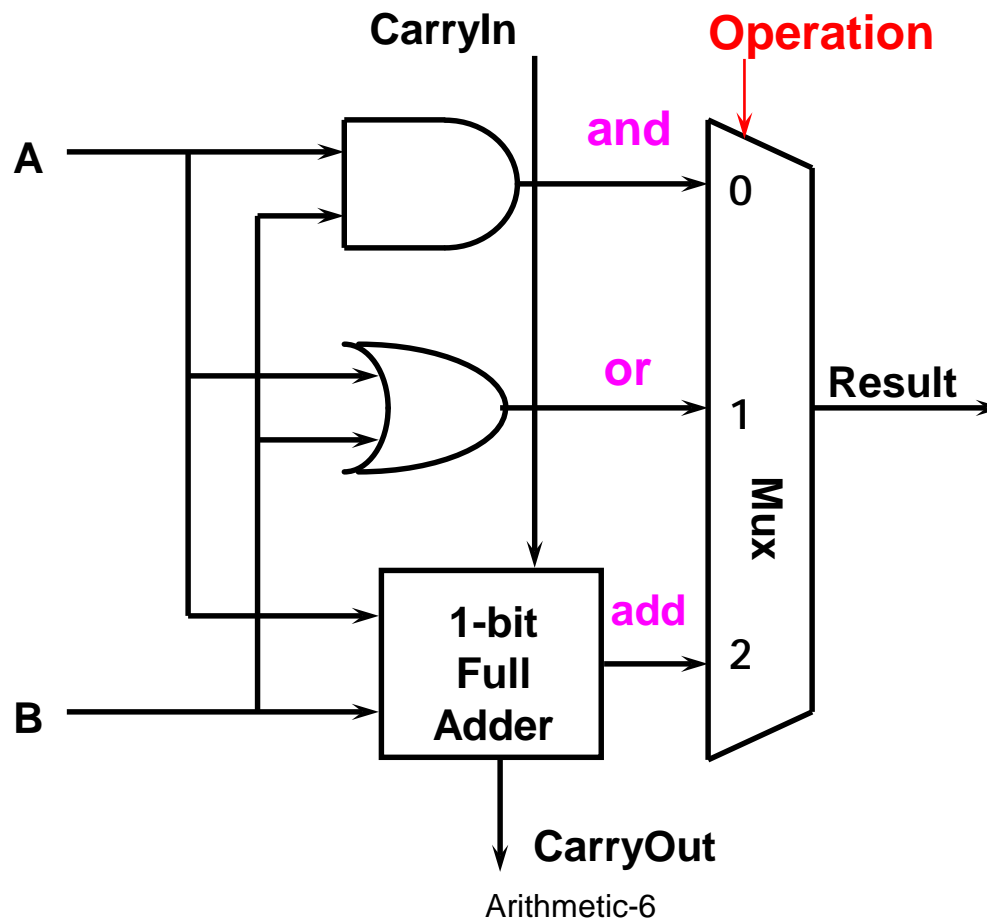 CarryIn
Operation
and
A
0
or
Result
1
Mux
add
1-bit
Full
Adder
2
B
CarryOut
Arithmetic-6